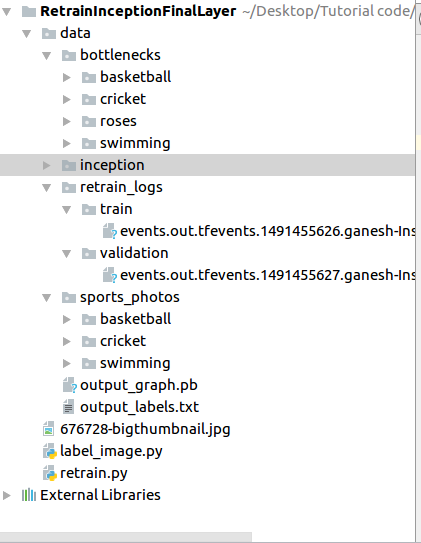 RetrainInceptionFinalLayer ~/Desktop/Tutorial code/
data
bottlenecks
basketball
cricket
roses
swimming
inception
retrain_logs
train
events.out.tfevents.1491455626.ganesh-Ins
validation
events.out.tfevents.1491455627.ganesh-Ins
sports_photos
basketball
cricket
swimming
output_graph.pb
output_labels.txt
676728-bigthumbnail.jpg
label_image.py
retrain.py
External Libraries